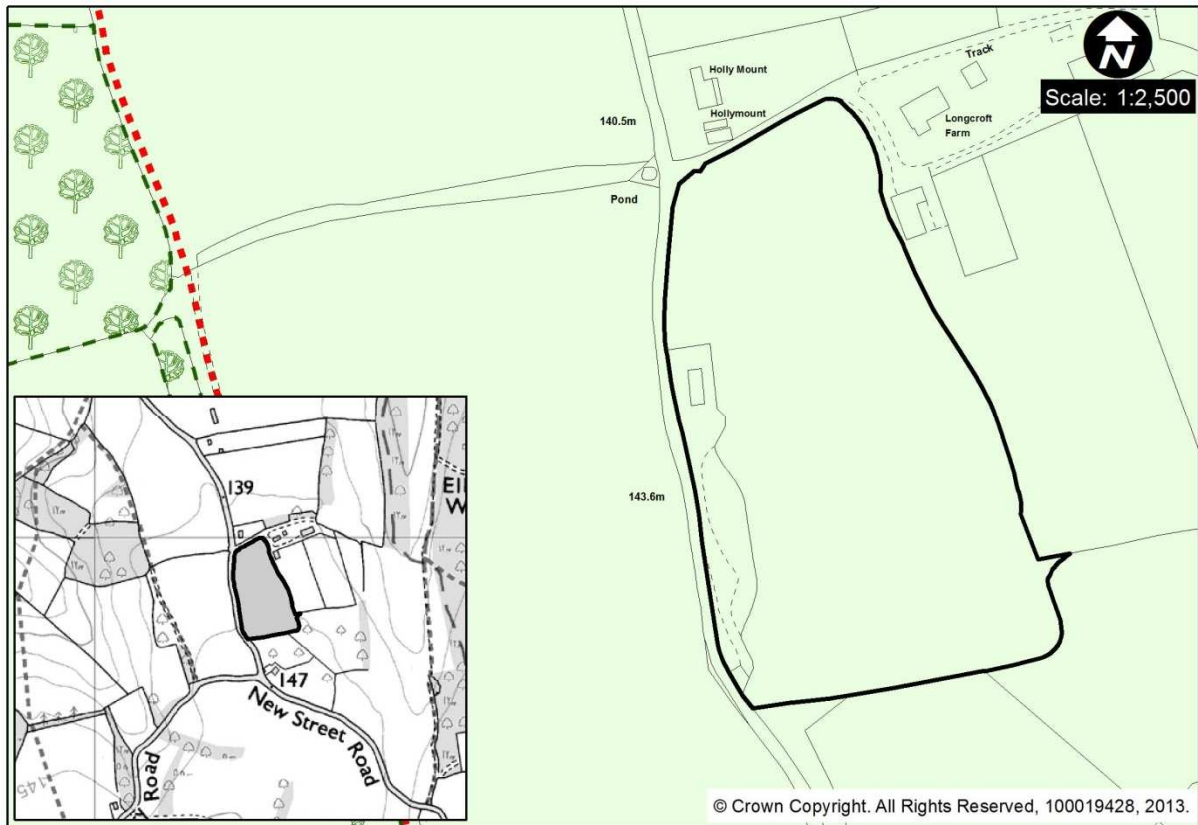 N
Scale: 1:2,500
Track
Holly Mount
Hollymount
140.5m
Longcroft
Farm
Pond
143.6m
139
147
New Street Road
Road
145
© Crown Copyright. All Rights Reserved, 100019428, 2013.